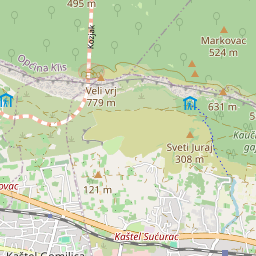 495 m
Kozjak
Markovac
524 m
Općina Klis
Veli vrj
779 m
631 m
Sveti Juraj
308 m
121 m
Kaštel Sućurac
Kaštel Gomilica